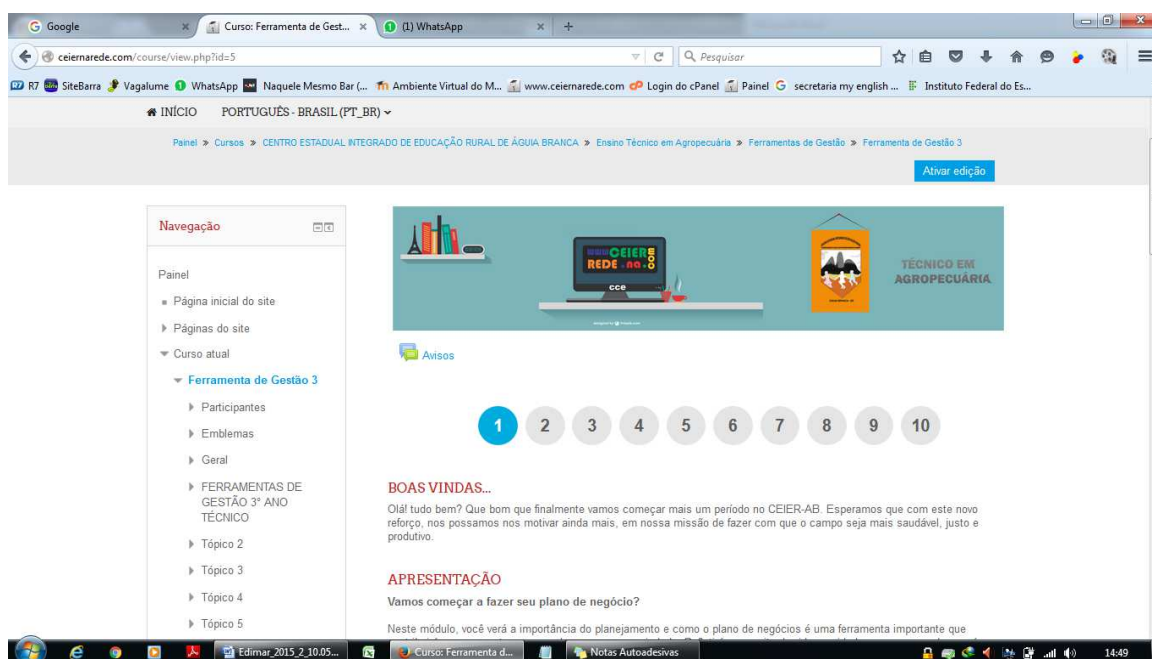 Google
Curso: Ferramenta de Gest...
(1) WhatsApp
ceiernarede.com/course/view.php?id=5
Pesquisar
R7 SiteBarra Vagalume WhatsApp Naquele Mesmo Bar (... Ambiente Virtual do M... www.ceiernarede.com Login do cPanel Painel secretaria my english ... Instituto Federal do Es...
INÍCIO PORTUGUÊS - BRASIL (PT_BR)
Painel » Cursos » CENTRO ESTADUAL INTEGRADO DE EDUCAÇÃO RURAL DE ÁGUIA BRANCA » Ensino Técnico em Agropecuária » Ferramentas de Gestão » Ferramenta de Gestão 3
Ativar edição
Navegação
Painel
Página inicial do site
Páginas do site
Curso atual
Ferramenta de Gestão 3
Participantes
Emblemas
Geral
FERRAMENTAS DE
GESTÃO 3° ANO
TÉCNICO
Tópico 2
Tópico 3
Tópico 4
Tópico 5
www CEIER
REDE .na. com
cce
TÉCNICO EM
AGROPECUÁRIA
Avisos
1 2 3 4 5 6 7 8 9 10
BOAS VINDAS...
Olá! tudo bem? Que bom que finalmente vamos começar mais um período no CEIER-AB. Esperamos que com este novo
reforço, nos possamos nos motivar ainda mais, em nossa missão de fazer com que o campo seja mais saudável, justo e
produtivo.
APRESENTAÇÃO
Vamos começar a fazer seu plano de negócio?
Neste módulo, você verá a importância do planejamento e como o plano de negócios é uma ferramenta importante que
Edimar_2015_2_10.05...
Curso: Ferramenta d...
Notas Autoadesivas
14:49